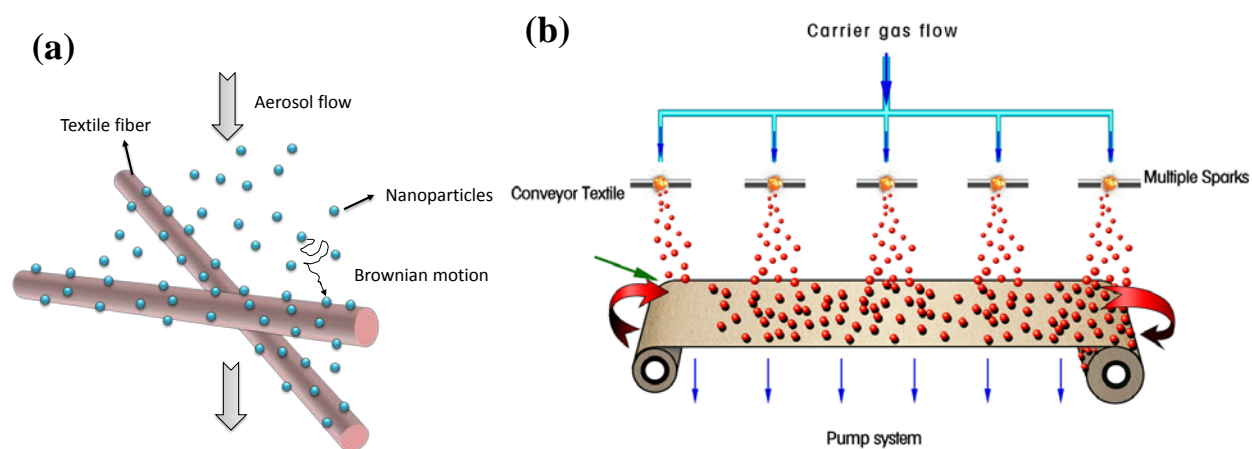 (a)
Aerosol flow
Textile fiber
Nanoparticles
Brownian motion
(b)
Carrier gas flow
Conveyor Textile
Multiple Sparks
Pump system